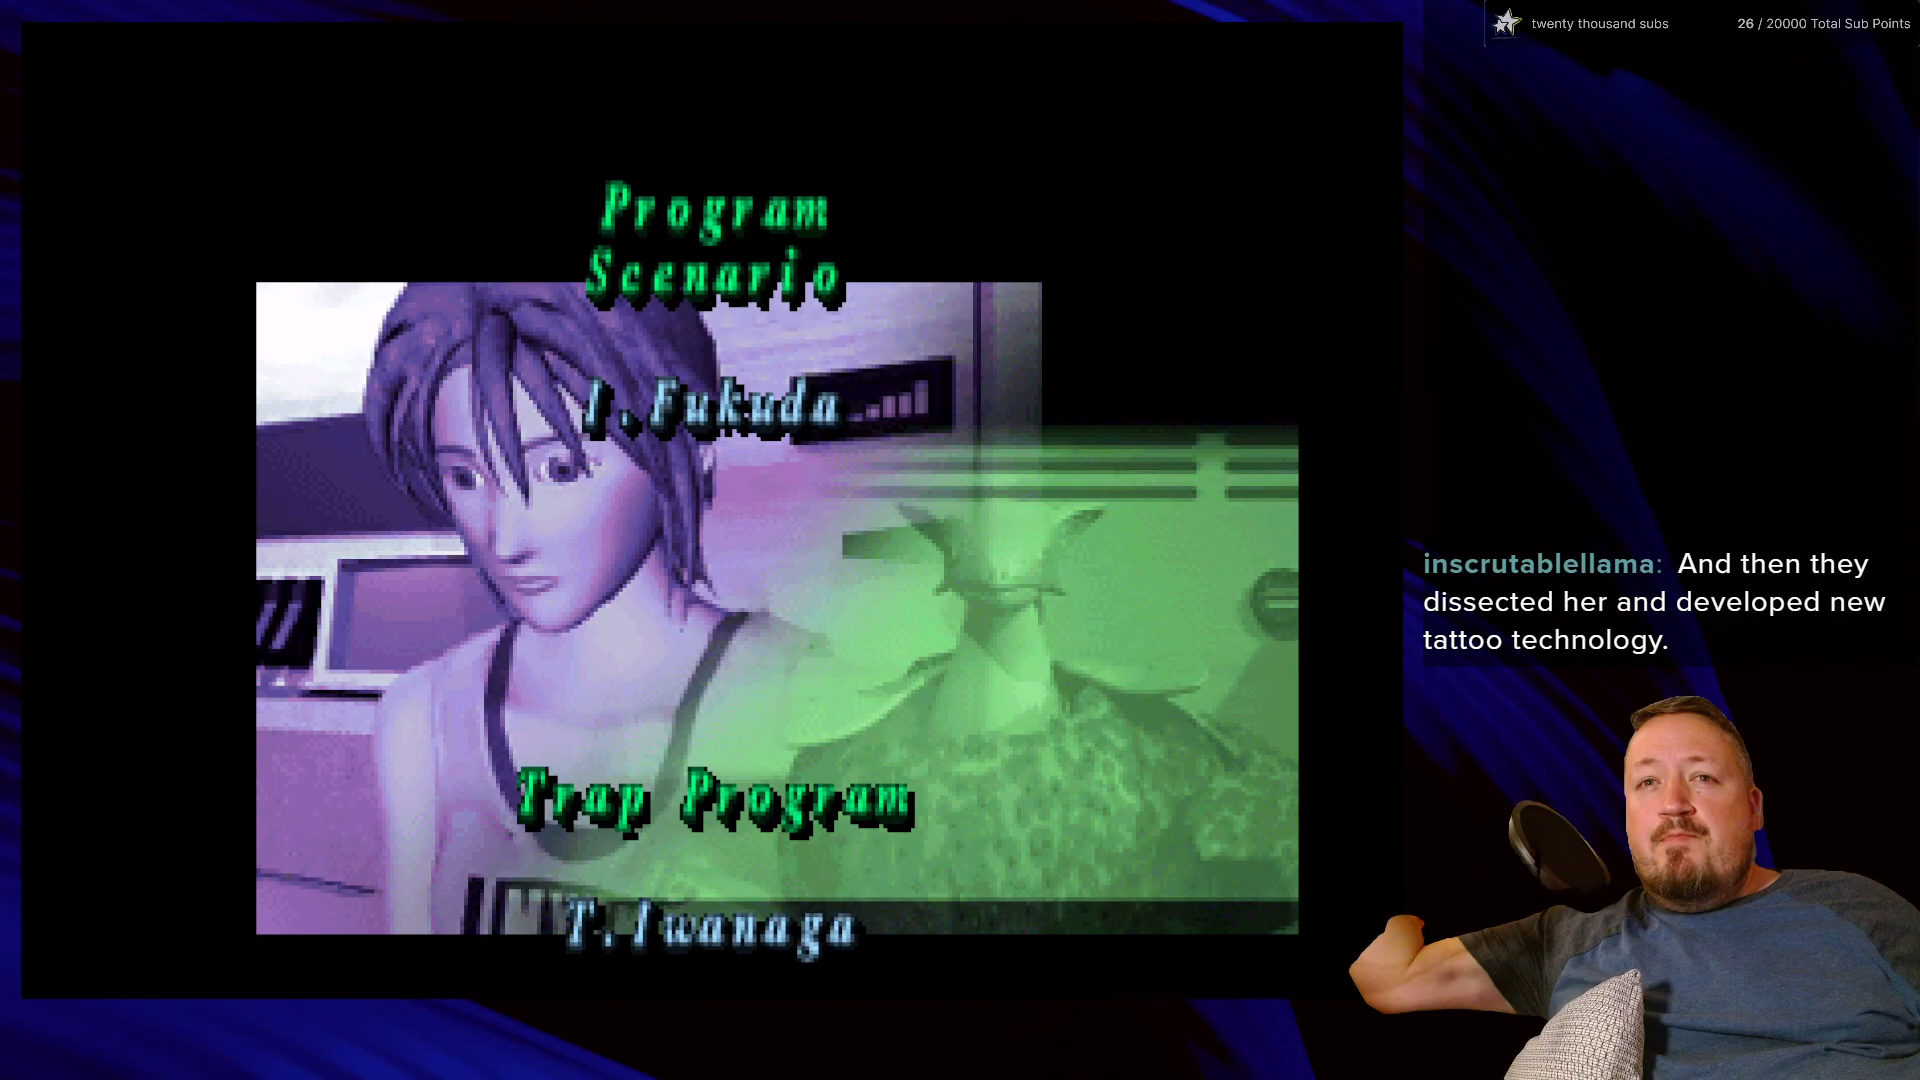 twenty thousand subs
26 / 20000 Total Sub Points
Program
Scenario
I.Fukuda
Trap Program
T.Iwanaga
inscrutablellama: And then they
dissected her and developed new
tattoo technology.